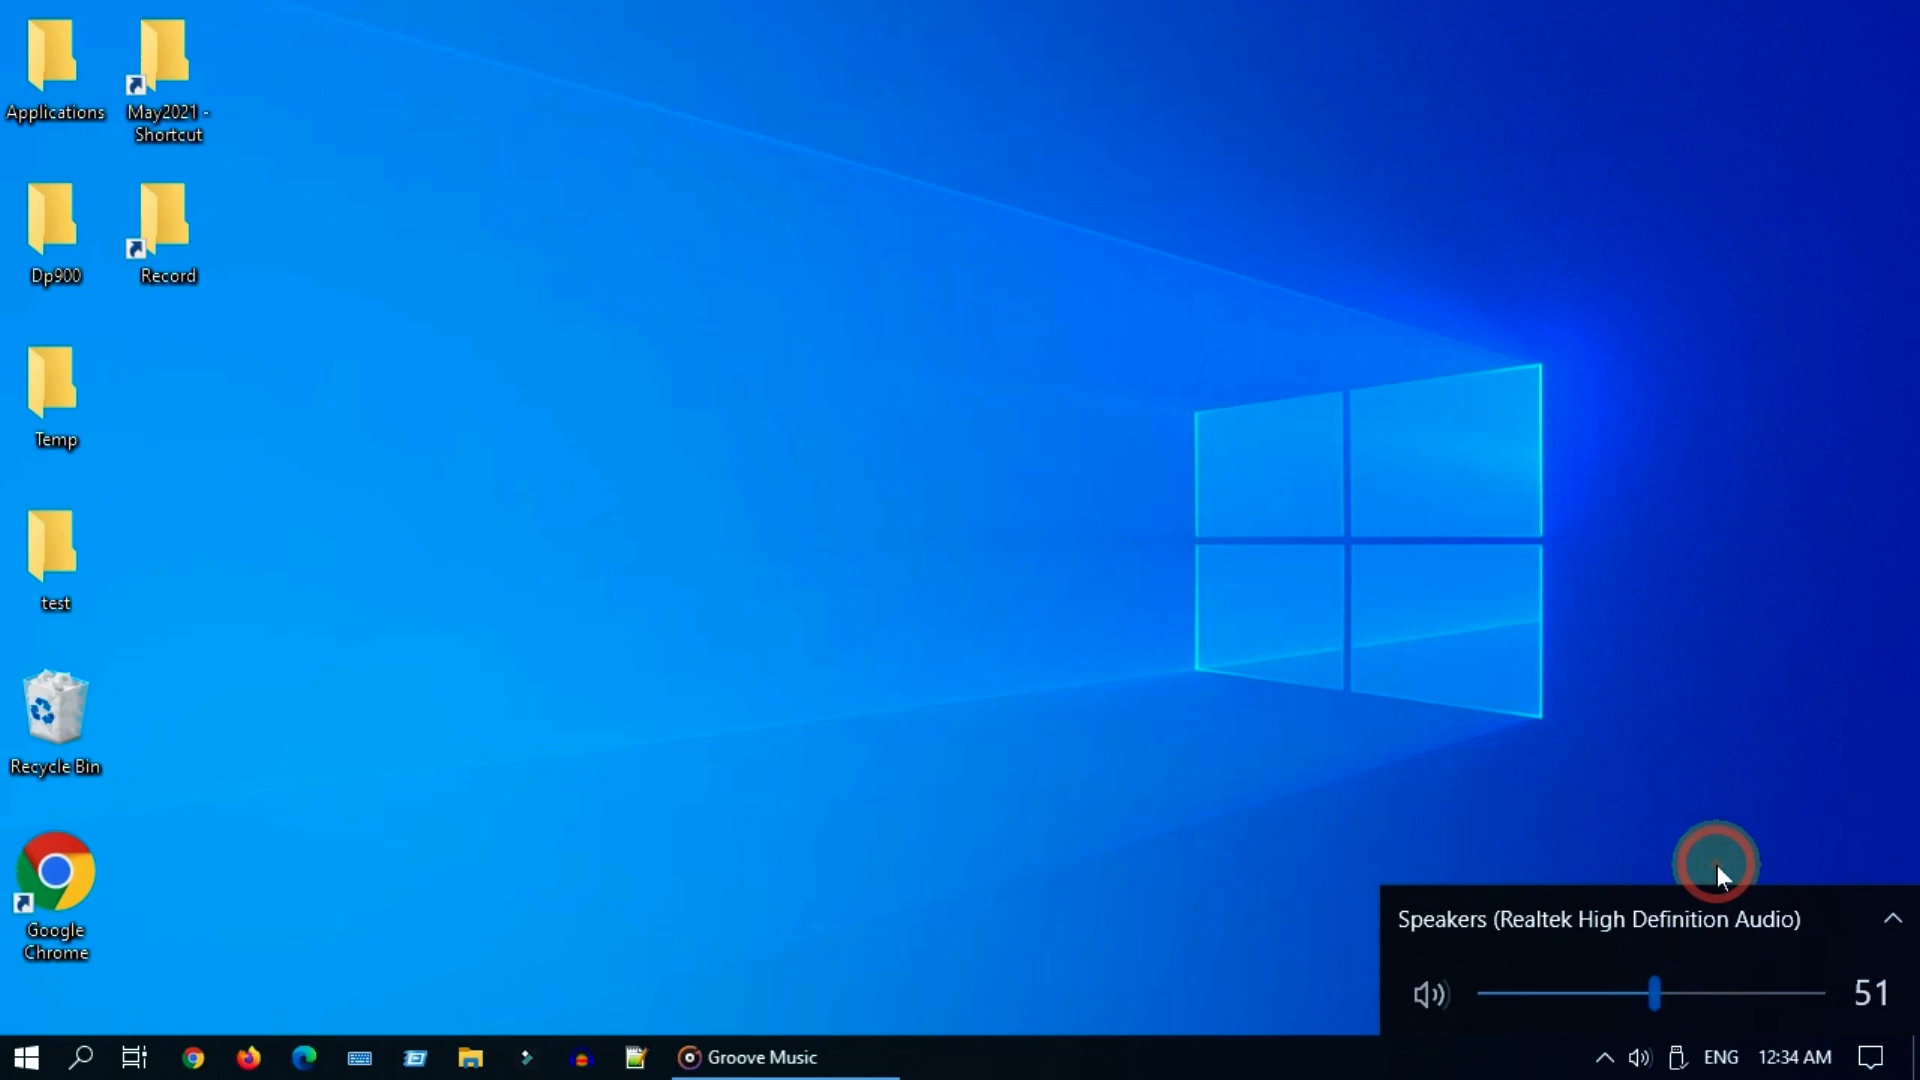 Applications
May2021 -
Shortcut
Dp900
Record
Temp
test
Recycle Bin
Google
Chrome
Speakers (Realtek High Definition Audio)
51
Groove Music
ENG
12:34 AM